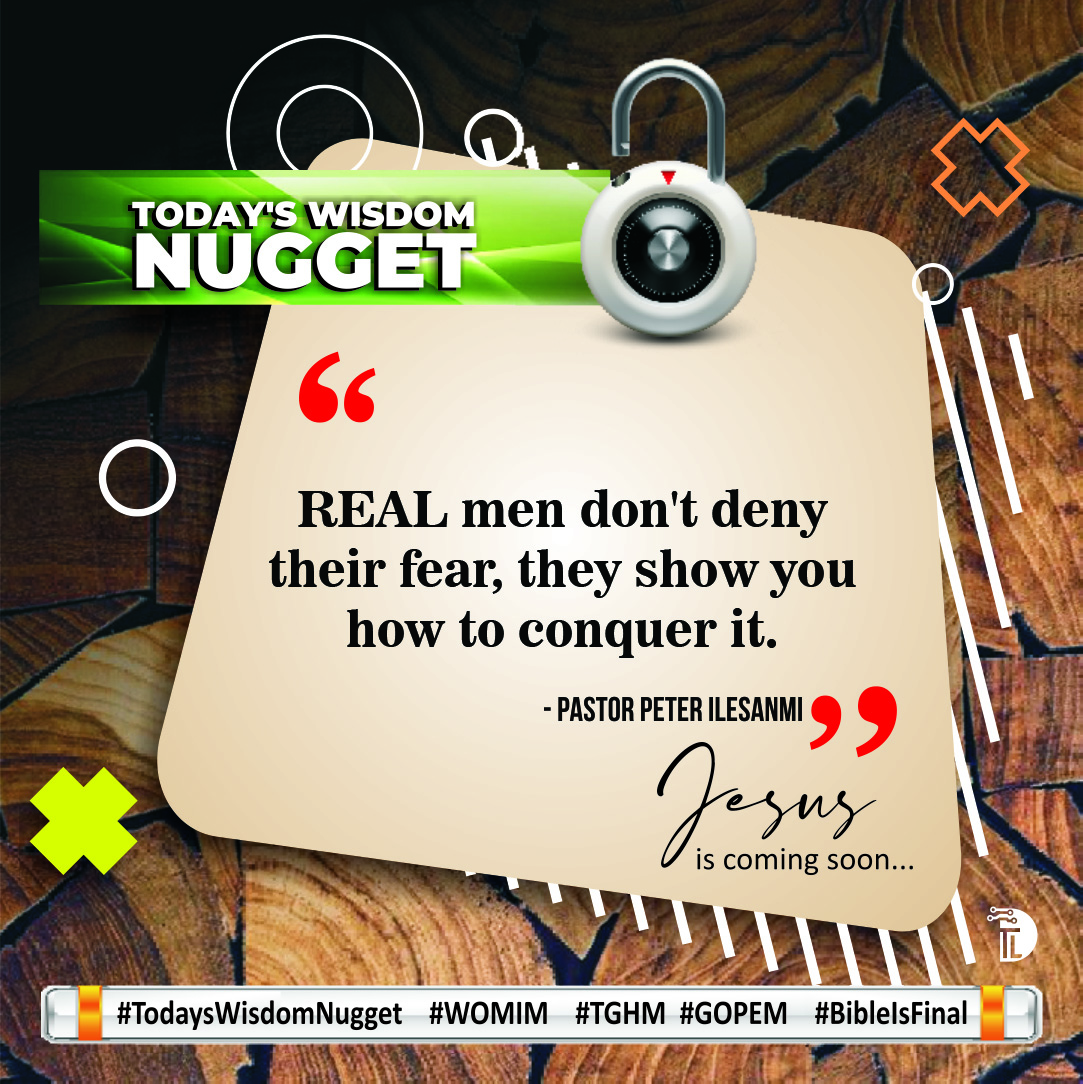 TODAY'S WISDOM
NUGGET
“
REAL men don't deny
their fear, they show you
how to conquer it.
- PASTOR PETER ILESANMI ”
Jesus
is coming soon...
#TodaysWisdomNugget #WOMIM #TGHM #GOPEM #BibleIsFinal